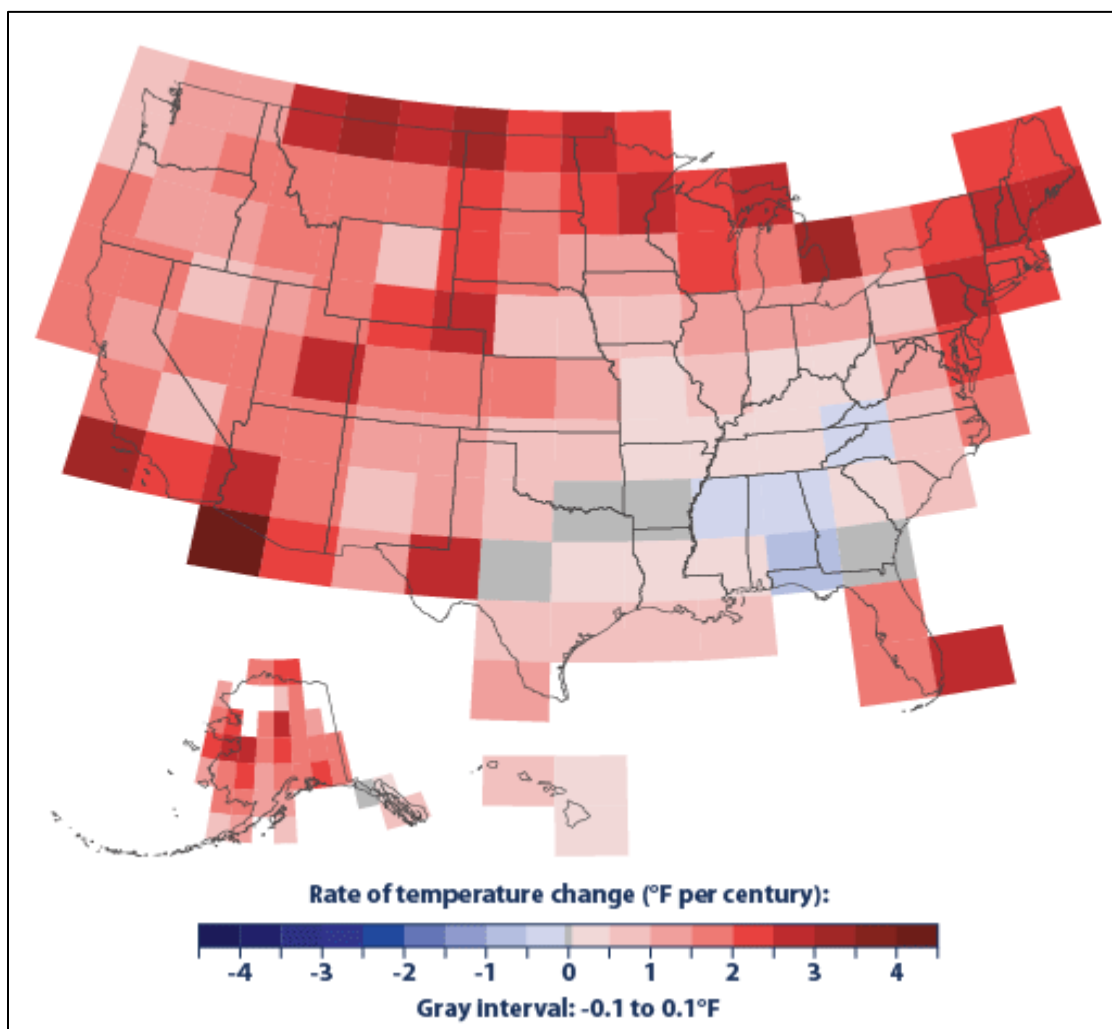 Rate of temperature change (°F per century):
-4 -3 -2 -1 0 1 2 3 4
Gray interval: -0.1 to 0.1°F